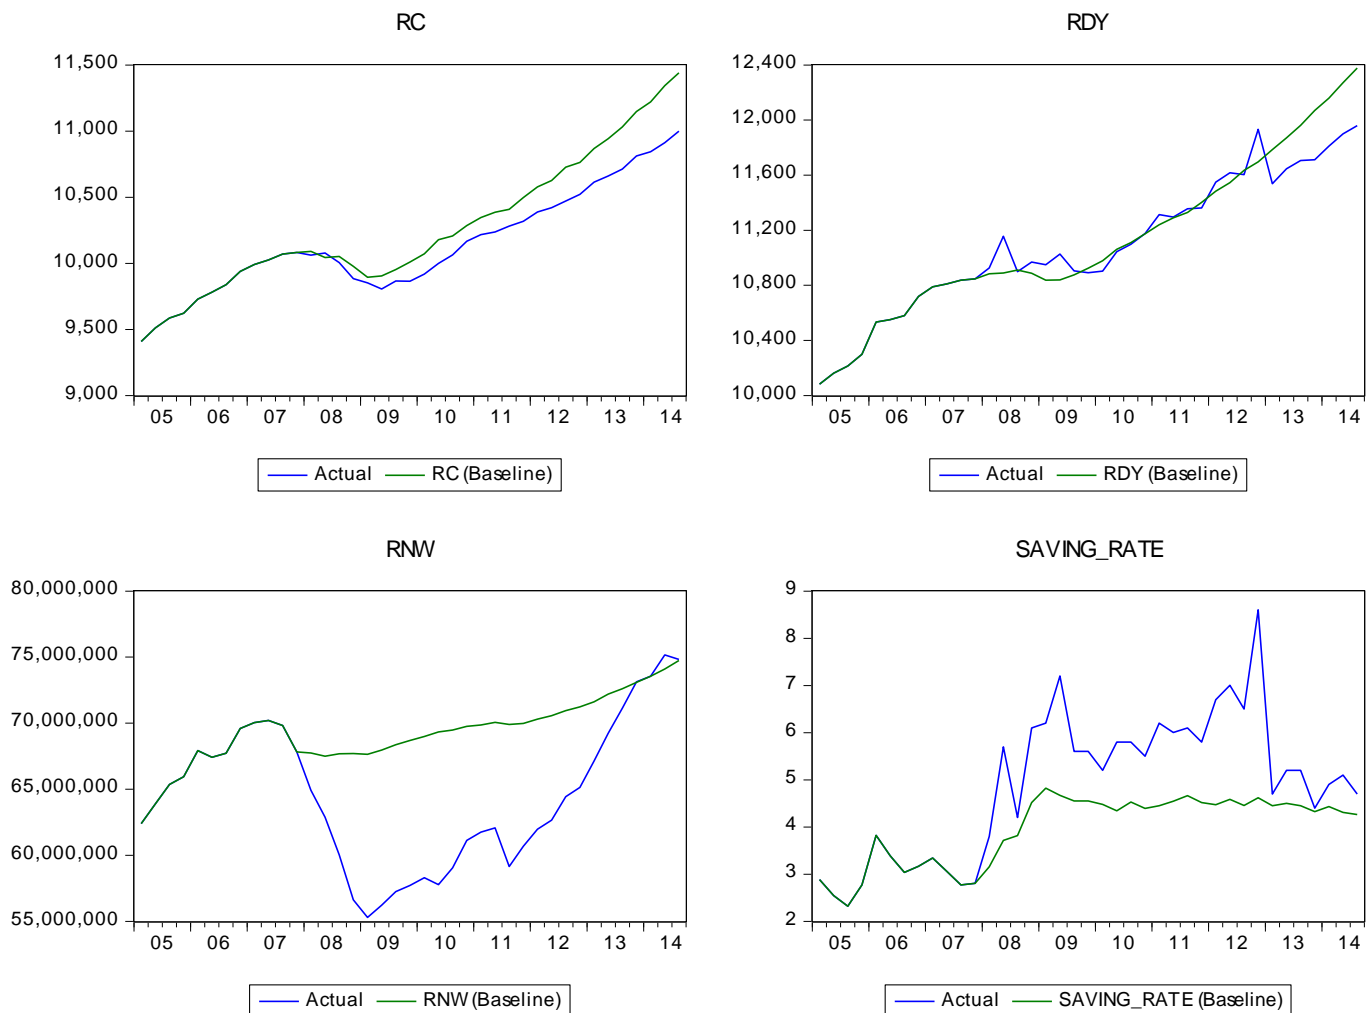 RC
11,500
11,000
10,500
10,000
9,500
9,000
05 06 07 08 09 10 11 12 13 14
Actual RC (Baseline)
RDY
12,400
12,000
11,600
11,200
10,800
10,400
10,000
05 06 07 08 09 10 11 12 13 14
Actual RDY (Baseline)
RNW
80,000,000
75,000,000
70,000,000
65,000,000
60,000,000
55,000,000
05 06 07 08 09 10 11 12 13 14
Actual RNW (Baseline)
SAVING_RATE
9
8
7
6
5
4
3
2
05 06 07 08 09 10 11 12 13 14
Actual SAVING_RATE (Baseline)